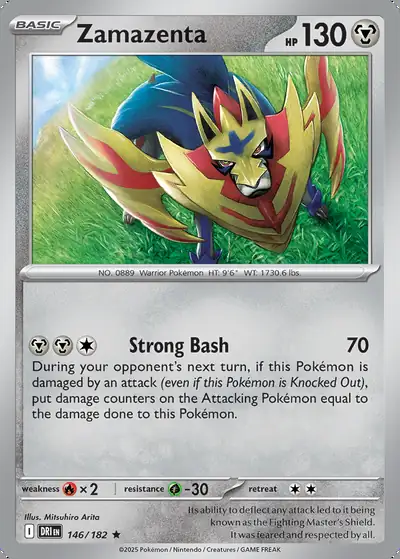 BASIC Zamazenta HP 130
NO. 0889 Warrior Pokémon HT: 9'6" WT: 1730.6 lbs.
Strong Bash 70
During your opponent's next turn, if this Pokémon is
damaged by an attack (even if this Pokémon is Knocked Out),
put damage counters on the Attacking Pokémon equal to
the damage done to this Pokémon.
weakness × 2 resistance -30 retreat
Illus. Mitsuhiro Arita
Its ability to deflect any attack led to it being
known as the Fighting Master's Shield.
It was feared and respected by all.
I DRI EN 146/182 ★
©2025 Pokémon / Nintendo / Creatures / GAME FREAK